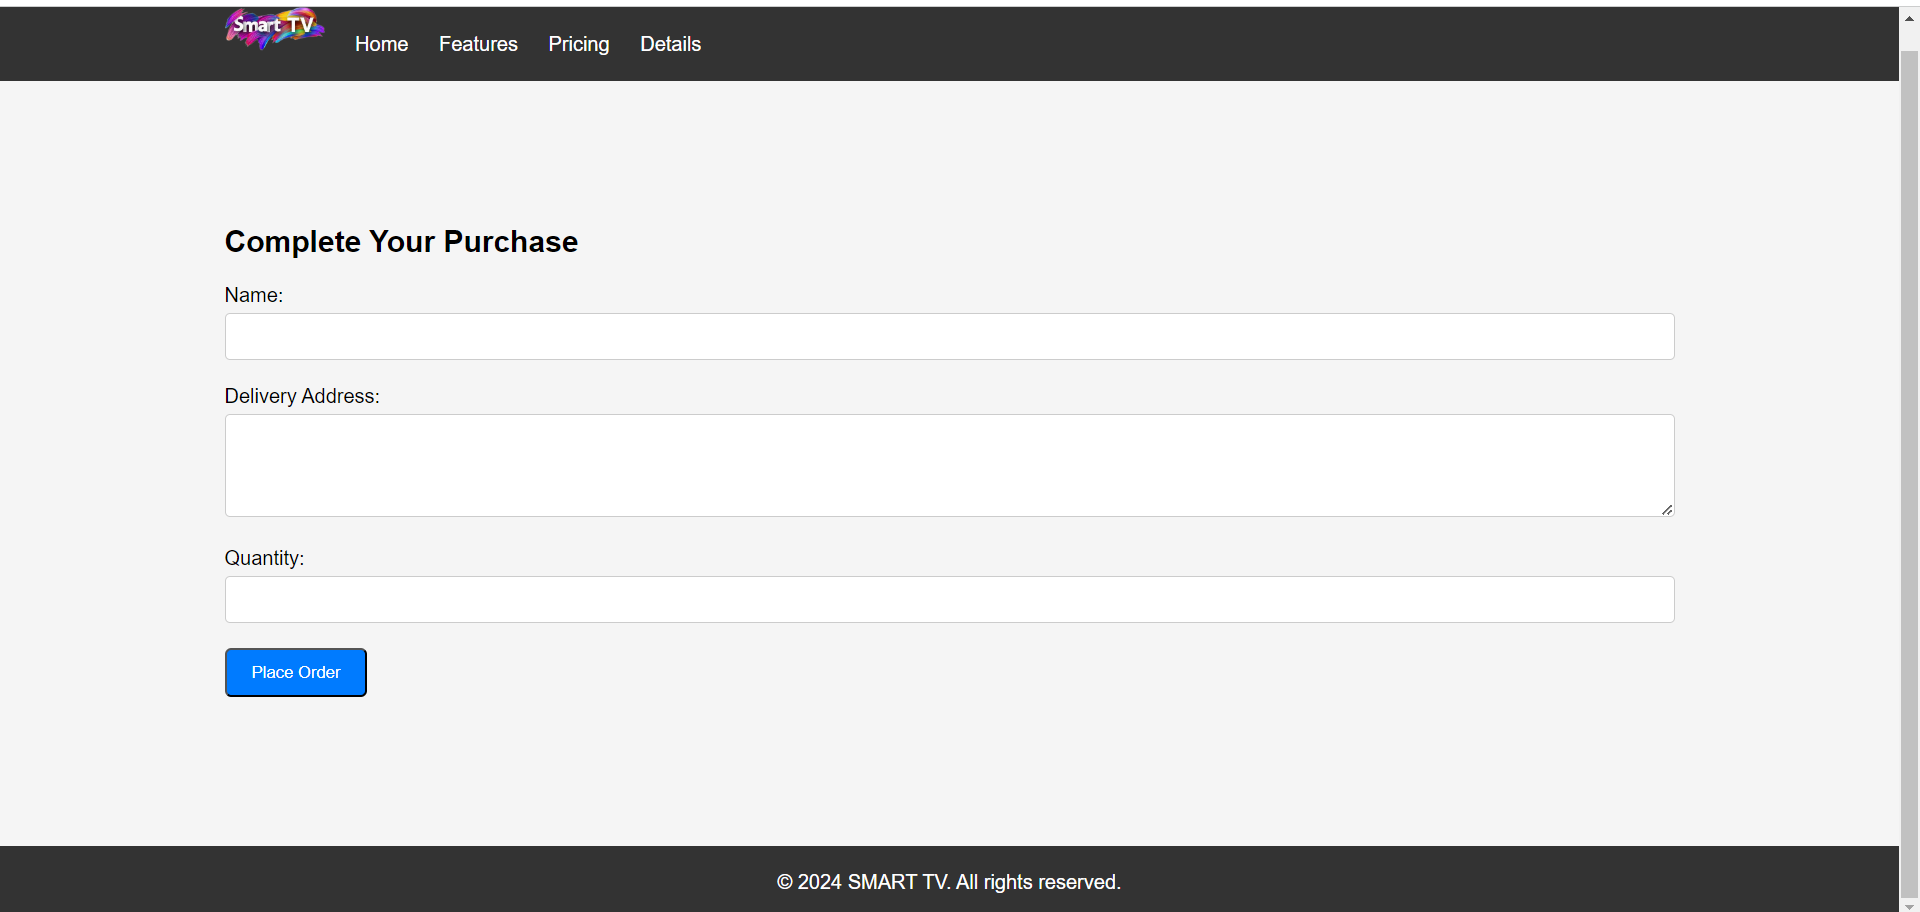 Smart TV
Home Features Pricing Details
Complete Your Purchase
Name:
Delivery Address:
Quantity:
Place Order
© 2024 SMART TV. All rights reserved.